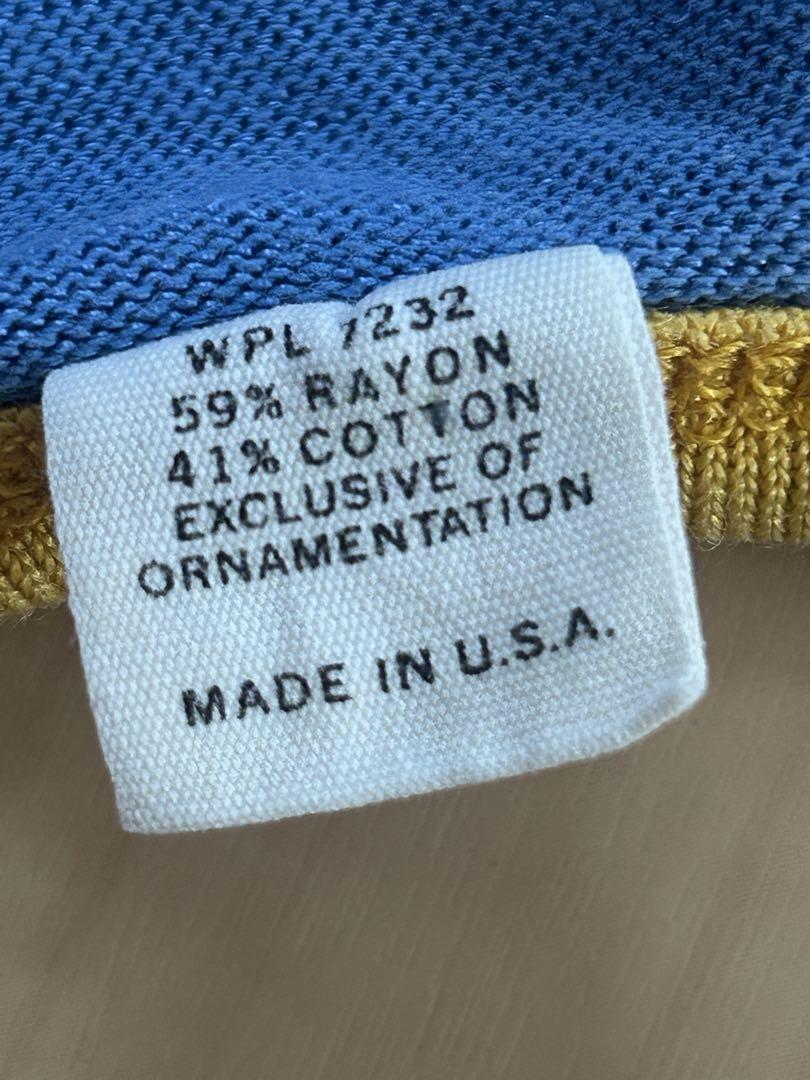 WPL 7232
59% RAYON
41% COTTON
EXCLUSIVE OF
ORNAMENTATION
MADE IN U.S.A.